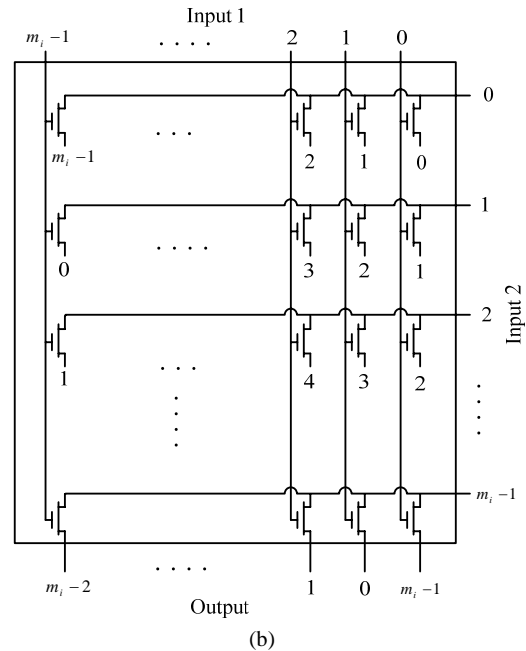 Input 1
m_i −1 . . . . 2 1 0
0
. . .
m_i −1 2 1 0
1
. . . .
0 3 2 1
2
Input 2
. . . .
1 4 3 2
. . . .
. . . .
m_i −1
m_i −2 . . . . 1 0 m_i −1
Output
(b)